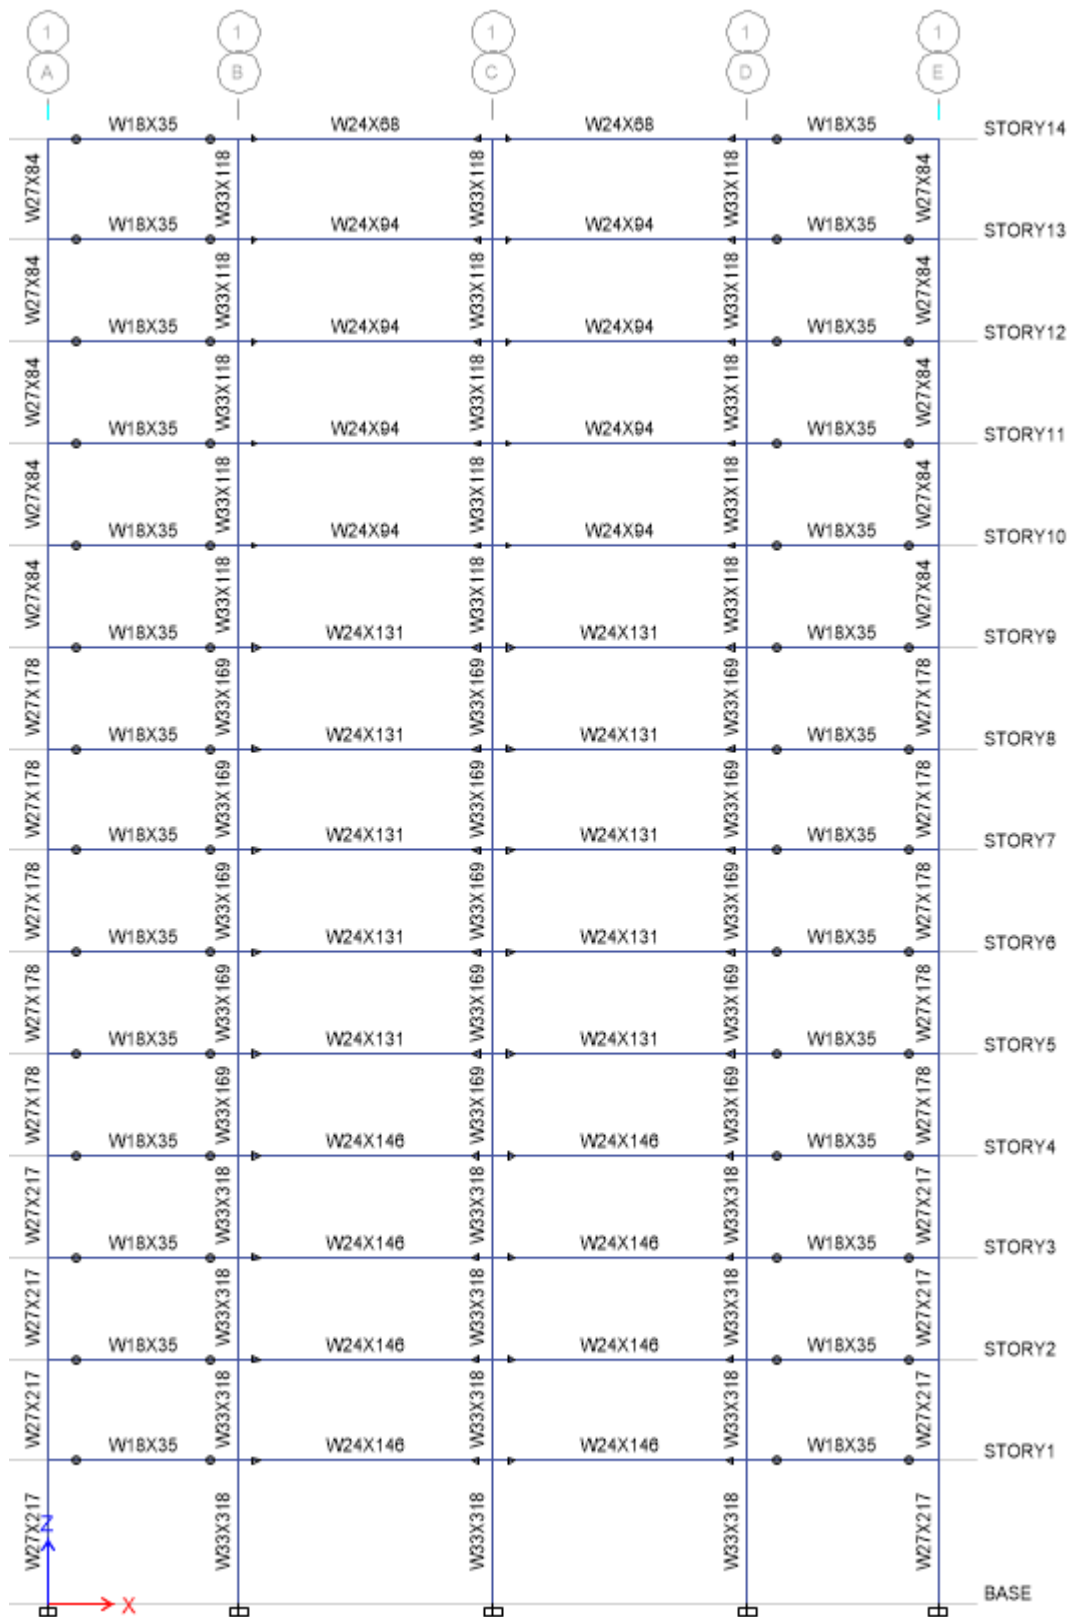 1 1 1 1 1
A B C D E
W18X35 W24X68 W24X68 W18X35 STORY14
W27X84 W33X118 W33X118 W33X118 W27X84
W18X35 W24X94 W24X94 W18X35 STORY13
W27X84 W33X118 W33X118 W33X118 W27X84
W18X35 W24X94 W24X94 W18X35 STORY12
W27X84 W33X118 W33X118 W33X118 W27X84
W18X35 W24X94 W24X94 W18X35 STORY11
W27X84 W33X118 W33X118 W33X118 W27X84
W18X35 W24X94 W24X94 W18X35 STORY10
W27X84 W33X118 W33X118 W33X118 W27X84
W18X35 W24X131 W24X131 W18X35 STORY9
W27X178 W33X169 W33X169 W33X169 W27X178
W18X35 W24X131 W24X131 W18X35 STORY8
W27X178 W33X169 W33X169 W33X169 W27X178
W18X35 W24X131 W24X131 W18X35 STORY7
W27X178 W33X169 W33X169 W33X169 W27X178
W18X35 W24X131 W24X131 W18X35 STORY6
W27X178 W33X169 W33X169 W33X169 W27X178
W18X35 W24X131 W24X131 W18X35 STORY5
W27X178 W33X169 W33X169 W33X169 W27X178
W18X35 W24X146 W24X146 W18X35 STORY4
W27X217 W33X318 W33X318 W33X318 W27X217
W18X35 W24X146 W24X146 W18X35 STORY3
W27X217 W33X318 W33X318 W33X318 W27X217
W18X35 W24X146 W24X146 W18X35 STORY2
W27X217 W33X318 W33X318 W33X318 W27X217
W18X35 W24X146 W24X146 W18X35 STORY1
W27X217 W33X318 W33X318 W33X318 W27X217
Z
X BASE